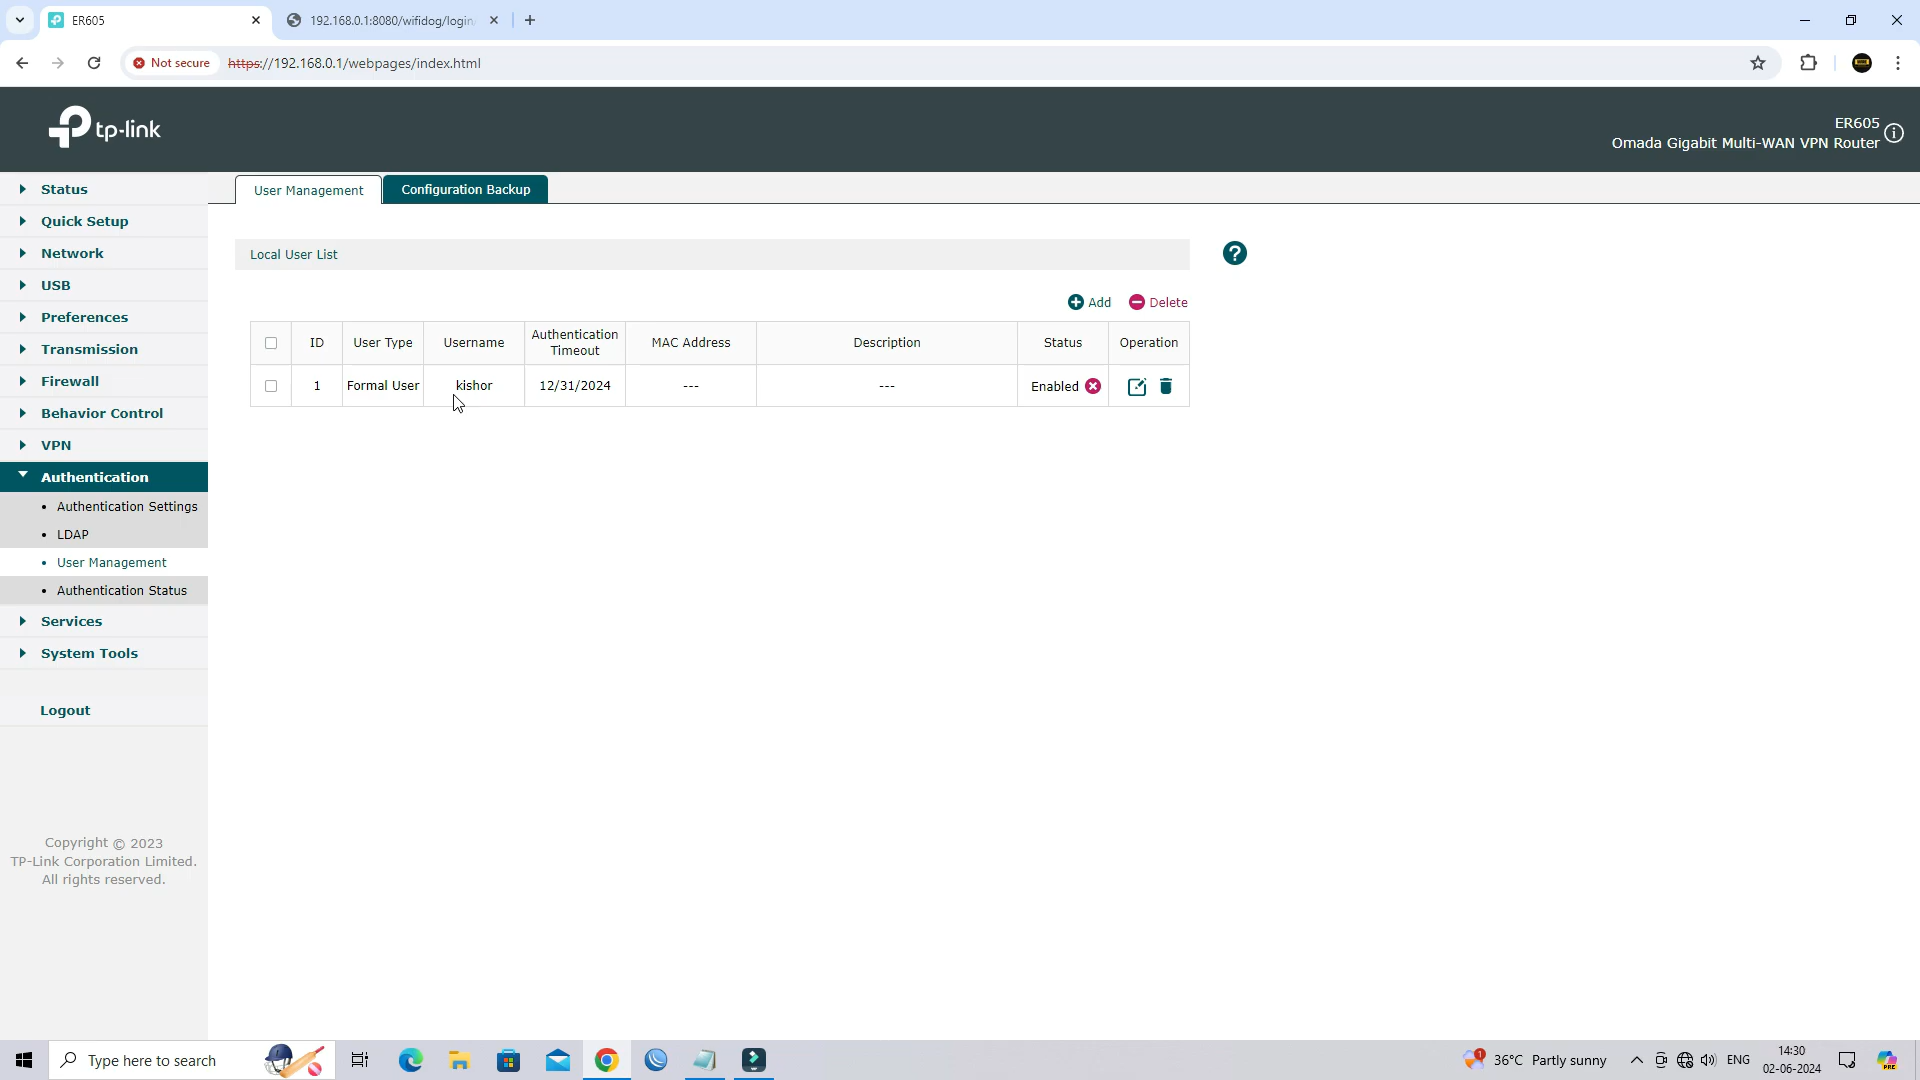 ER605
192.168.0.1:8080/wifidog/login
Not secure
https://192.168.0.1/webpages/index.html
tp-link
ER605
Omada Gigabit Multi-WAN VPN Router
Status
Quick Setup
Network
USB
Preferences
Transmission
Firewall
Behavior Control
VPN
Authentication
Authentication Settings
LDAP
User Management
Authentication Status
Services
System Tools
Logout
Copyright © 2023
TP-Link Corporation Limited.
All rights reserved.
User Management
Configuration Backup
Local User List
?
Add
Delete
ID
User Type
Username
Authentication
Timeout
MAC Address
Description
Status
Operation
1
Formal User
kishor
12/31/2024
---
---
Enabled
Type here to search
1
36°C Partly sunny
ENG
14:30
02-06-2024
PRE